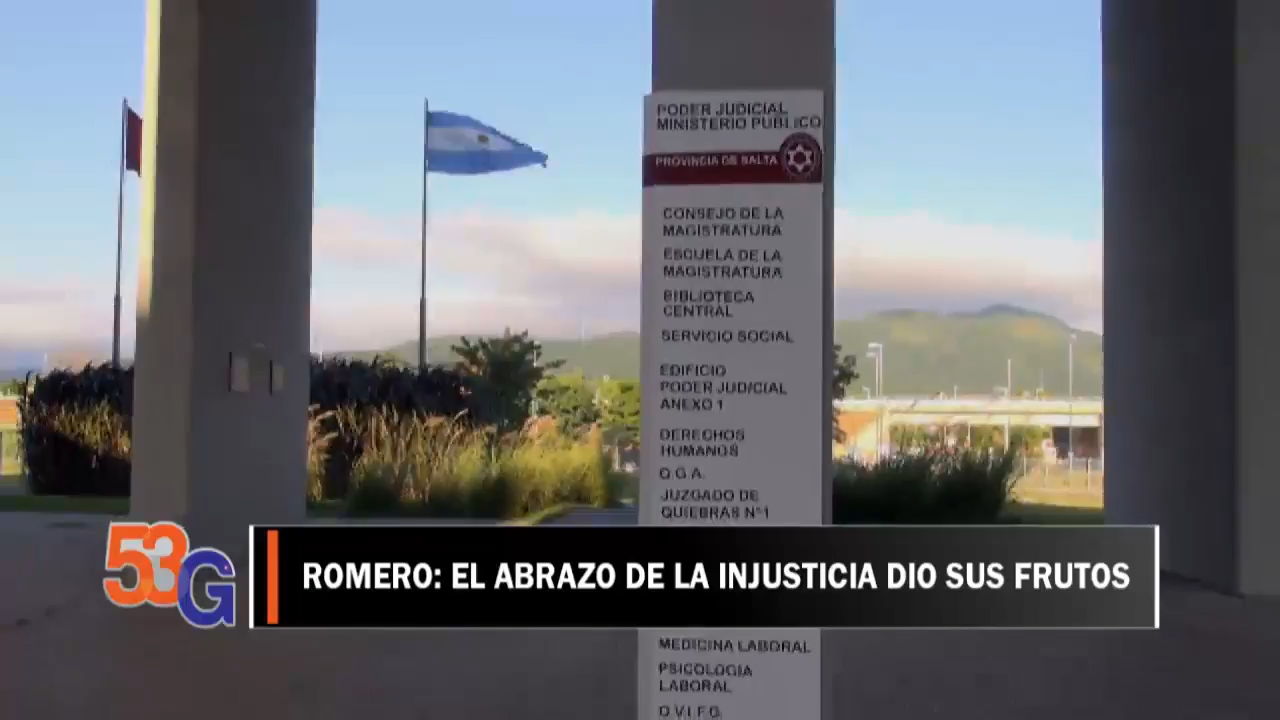 PODER JUDICIAL
MINISTERIO PUBLICO
PROVINCIA DE SALTA
CONSEJO DE LA
MAGISTRATURA
ESCUELA DE LA
MAGISTRATURA
BIBLIOTECA
CENTRAL
SERVICIO SOCIAL
EDIFICIO
PODER JUDICIAL
ANEXO 1
DERECHOS
HUMANOS
O.G.A.
JUZGADO DE
QUIEBRAS Nº1
53G
ROMERO: EL ABRAZO DE LA INJUSTICIA DIO SUS FRUTOS
MEDICINA LABORAL
PSICOLOGIA
LABORAL
O.V.I.F.G.